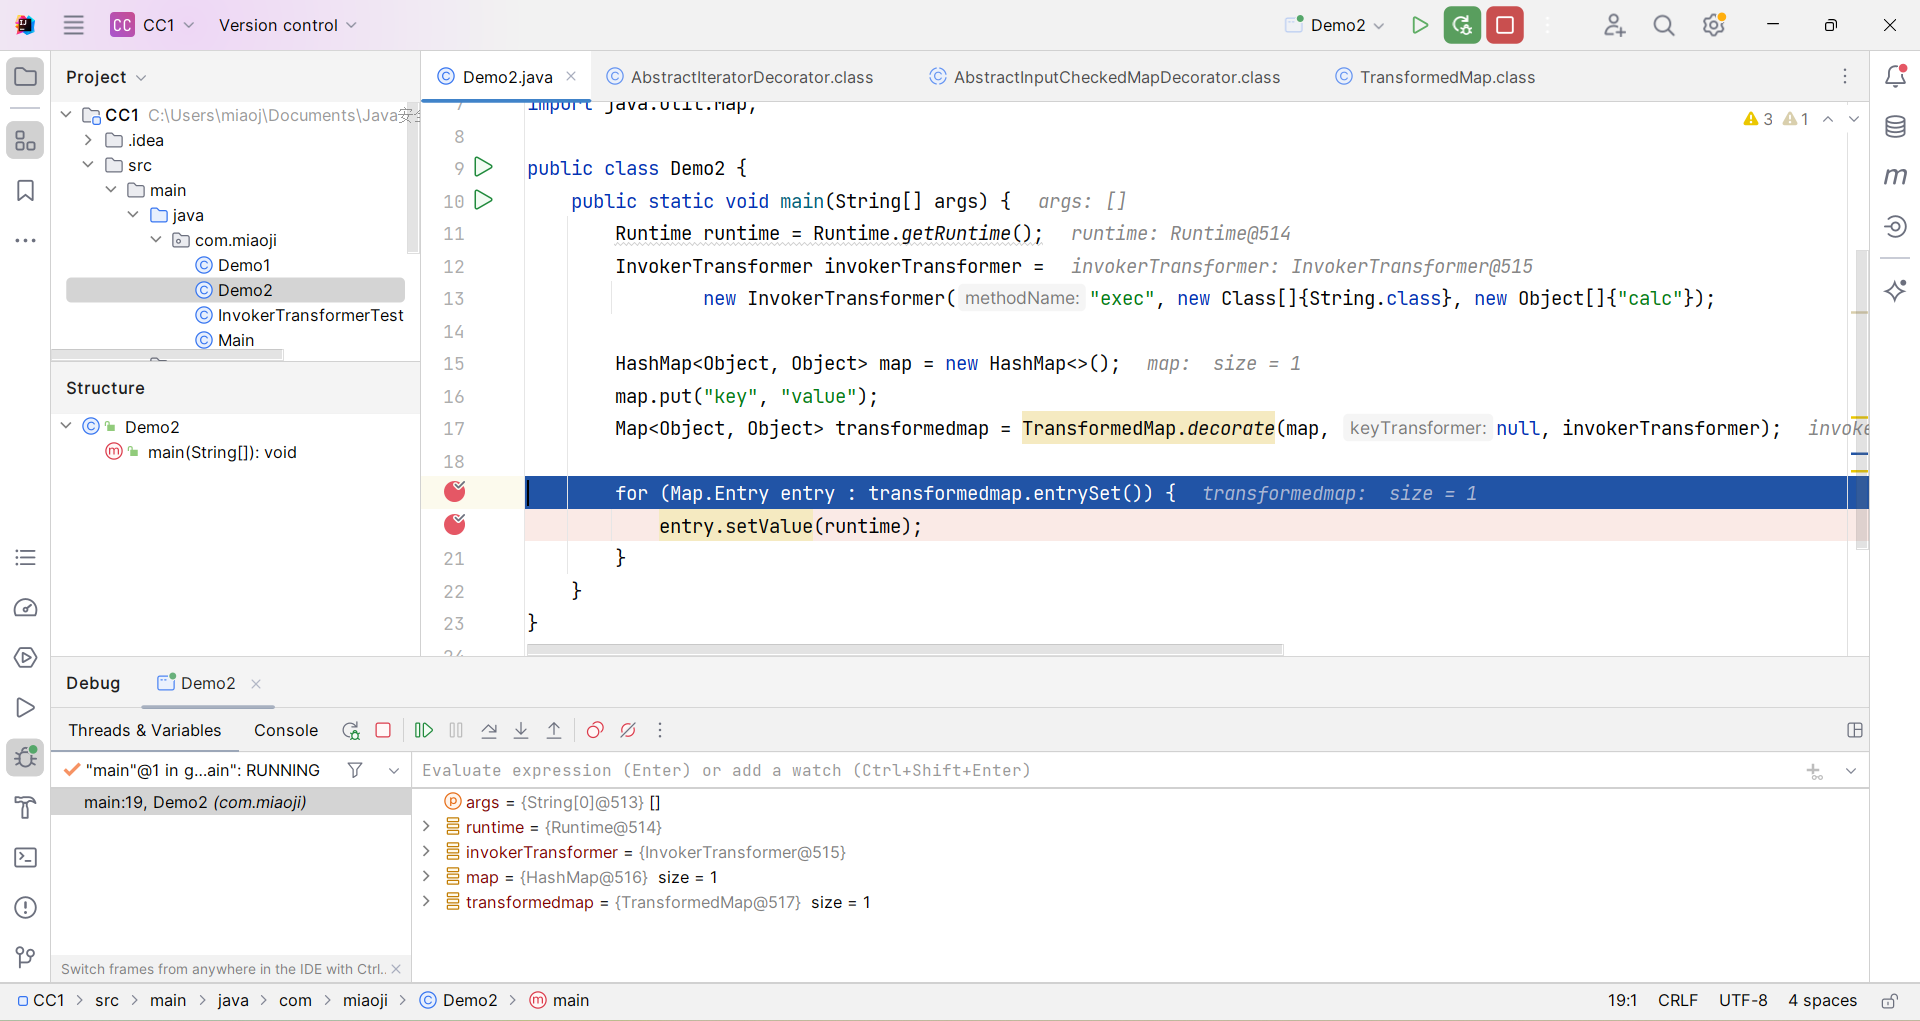 CC CC1 Version control Demo2
Project
Demo2.java AbstractIteratorDecorator.class AbstractInputCheckedMapDecorator.class TransformedMap.class
CC1 C:\Users\miaoj\Documents\Java安全
.idea
src
main
java
com.miaoji
Demo1
Demo2
InvokerTransformerTest
Main
Structure
Demo2
main(String[]): void
7 import java.util.Map;
3 1
8
9 public class Demo2 {
10 public static void main(String[] args) { args: []
11 Runtime runtime = Runtime.getRuntime(); runtime: Runtime@514
12 InvokerTransformer invokerTransformer = invokerTransformer: InvokerTransformer@515
13 new InvokerTransformer( methodName: "exec", new Class[]{String.class}, new Object[]{"calc"});
14
15 HashMap<Object, Object> map = new HashMap<>(); map: size = 1
16 map.put("key", "value");
17 Map<Object, Object> transformedmap = TransformedMap.decorate(map, keyTransformer: null, invokerTransformer); invoke
18
for (Map.Entry entry : transformedmap.entrySet()) { transformedmap: size = 1
entry.setValue(runtime);
21 }
22 }
23 }
24
Debug Demo2
Threads & Variables Console
"main"@1 in g...ain": RUNNING
Evaluate expression (Enter) or add a watch (Ctrl+Shift+Enter)
main:19, Demo2 (com.miaoji)
args = {String[0]@513} []
runtime = {Runtime@514}
invokerTransformer = {InvokerTransformer@515}
map = {HashMap@516} size = 1
transformedmap = {TransformedMap@517} size = 1
Switch frames from anywhere in the IDE with Ctrl..
CC1 > src > main > java > com > miaoji > Demo2 > main
19:1 CRLF UTF-8 4 spaces